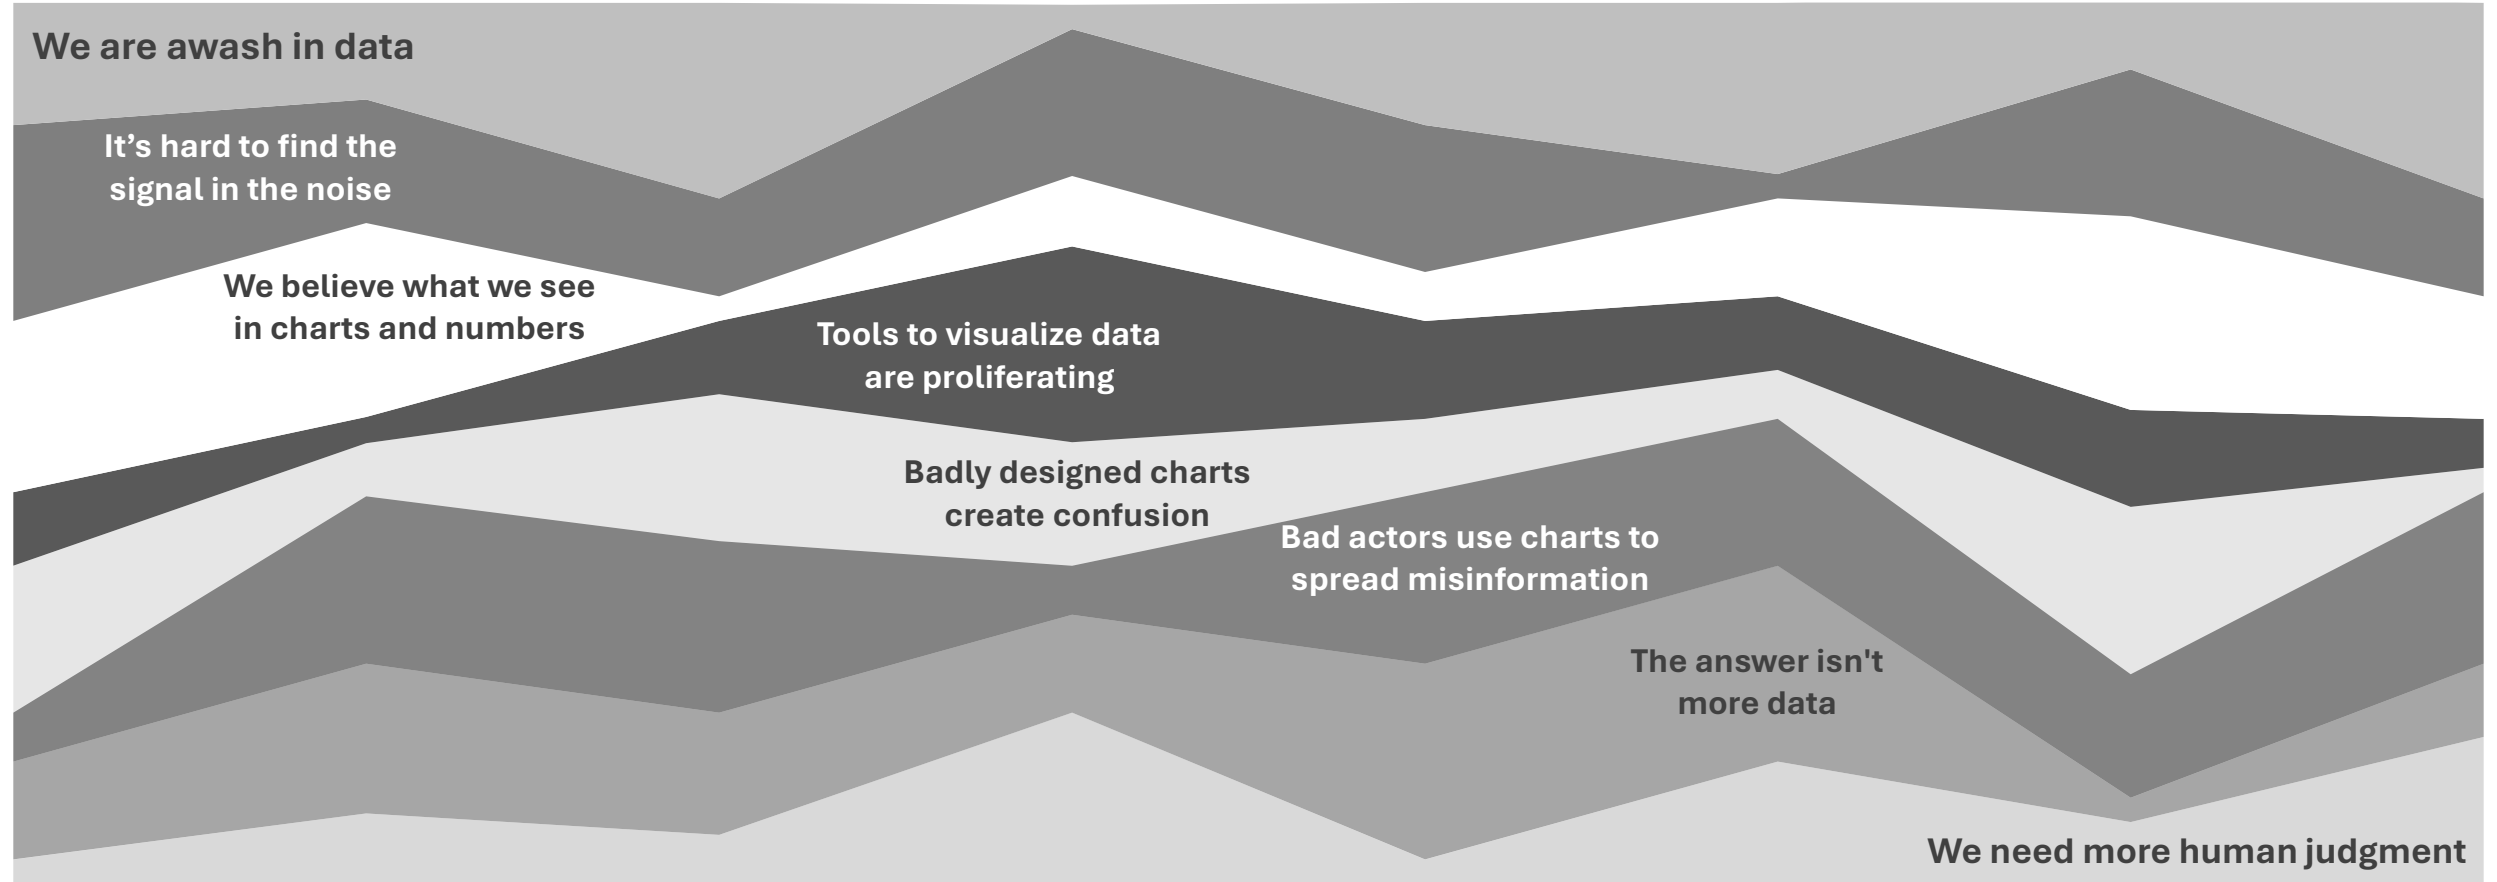 We are awash in data
It’s hard to find the
signal in the noise
We believe what we see
in charts and numbers
Tools to visualize data
are proliferating
Badly designed charts
create confusion
Bad actors use charts to
spread misinformation
The answer isn't
more data
We need more human judgment